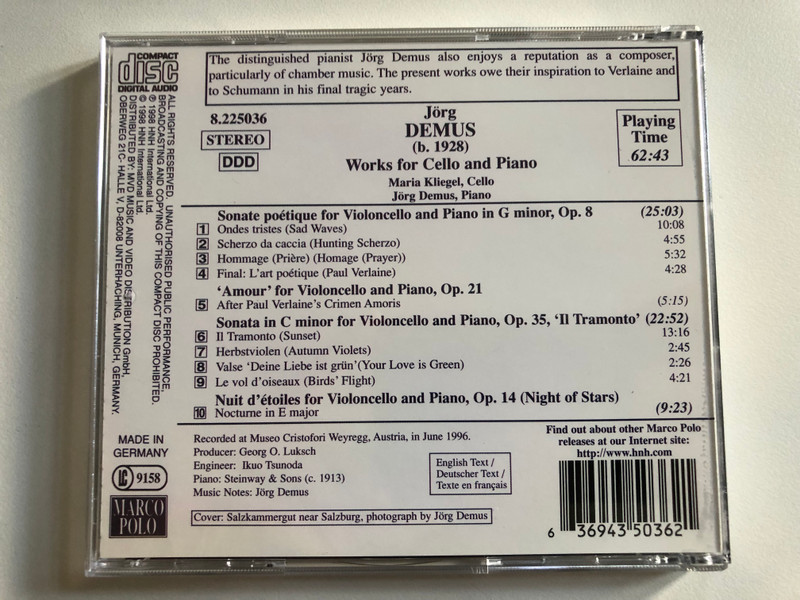 COMPACT
disc
DIGITAL AUDIO
The distinguished pianist Jörg Demus also enjoys a reputation as a composer,
particularly of chamber music. The present works owe their inspiration to Verlaine and
to Schumann in his final tragic years.
8.225036
STEREO
DDD
Jörg
DEMUS
(b. 1928)
Works for Cello and Piano
Maria Kliegel, Cello
Jörg Demus, Piano
Playing
Time
62:43
Sonate poétique for Violoncello and Piano in G minor, Op. 8 (25:03)
1 Ondes tristes (Sad Waves) 10:08
2 Scherzo da caccia (Hunting Scherzo) 4:55
3 Hommage (Prière) (Homage (Prayer)) 5:32
4 Final: L'art poétique (Paul Verlaine) 4:28
'Amour' for Violoncello and Piano, Op. 21
5 After Paul Verlaine's Crimen Amoris (5:15)
Sonata in C minor for Violoncello and Piano, Op. 35, 'Il Tramonto' (22:52)
6 Il Tramonto (Sunset) 13:16
7 Herbstviolen (Autumn Violets) 2:45
8 Valse 'Deine Liebe ist grün'(Your Love is Green) 2:26
9 Le vol d'oiseaux (Birds' Flight) 4:21
Nuit d'étoiles for Violoncello and Piano, Op. 14 (Night of Stars)
10 Nocturne in E major (9:23)
ALL RIGHTS RESERVED. UNAUTHORISED PUBLIC PERFORMANCE,
BROADCASTING AND COPYING OF THIS COMPACT DISC PROHIBITED.
℗ 1998 HNH International Ltd.
© 1998 HNH International Ltd.
DISTRIBUTED BY: MVD MUSIC AND VIDEO DISTRIBUTION GmbH,
OBERWEG 21C- HALLE V, D-82008 UNTERHACHING, MUNICH, GERMANY.
MADE IN
GERMANY
LC 9158
MARCO
POLO
Recorded at Museo Cristofori Weyregg, Austria, in June 1996.
Producer: Georg O. Luksch
Engineer: Ikuo Tsunoda
Piano: Steinway & Sons (c. 1913)
Music Notes: Jörg Demus
English Text /
Deutscher Text /
Texte en français
Cover: Salzkammergut near Salzburg, photograph by Jörg Demus
Find out about other Marco Polo
releases at our Internet site:
http://www.hnh.com
6 36943 50362